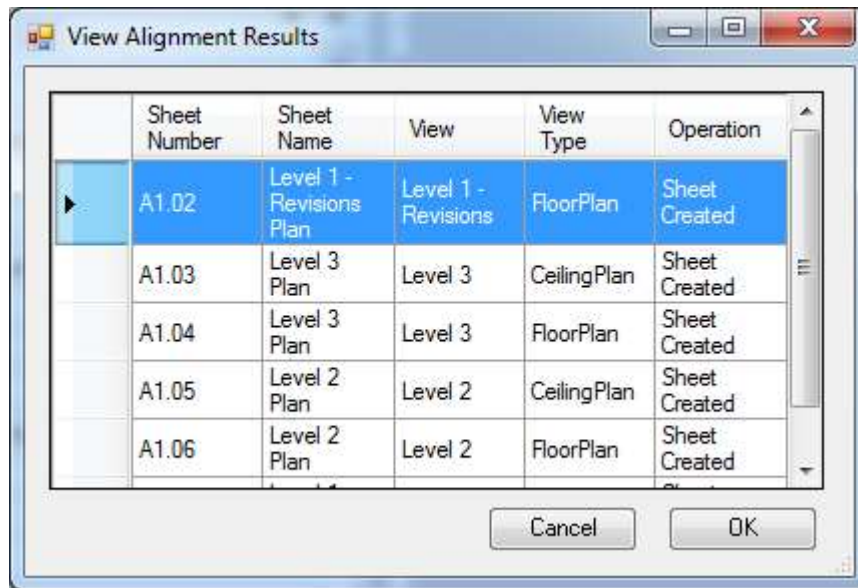 View Alignment Results
Sheet Number Sheet Name View View Type Operation
A1.02 Level 1 - Revisions Plan Level 1 - Revisions FloorPlan Sheet Created
A1.03 Level 3 Plan Level 3 CeilingPlan Sheet Created
A1.04 Level 3 Plan Level 3 FloorPlan Sheet Created
A1.05 Level 2 Plan Level 2 CeilingPlan Sheet Created
A1.06 Level 2 Plan Level 2 FloorPlan Sheet Created
Cancel OK